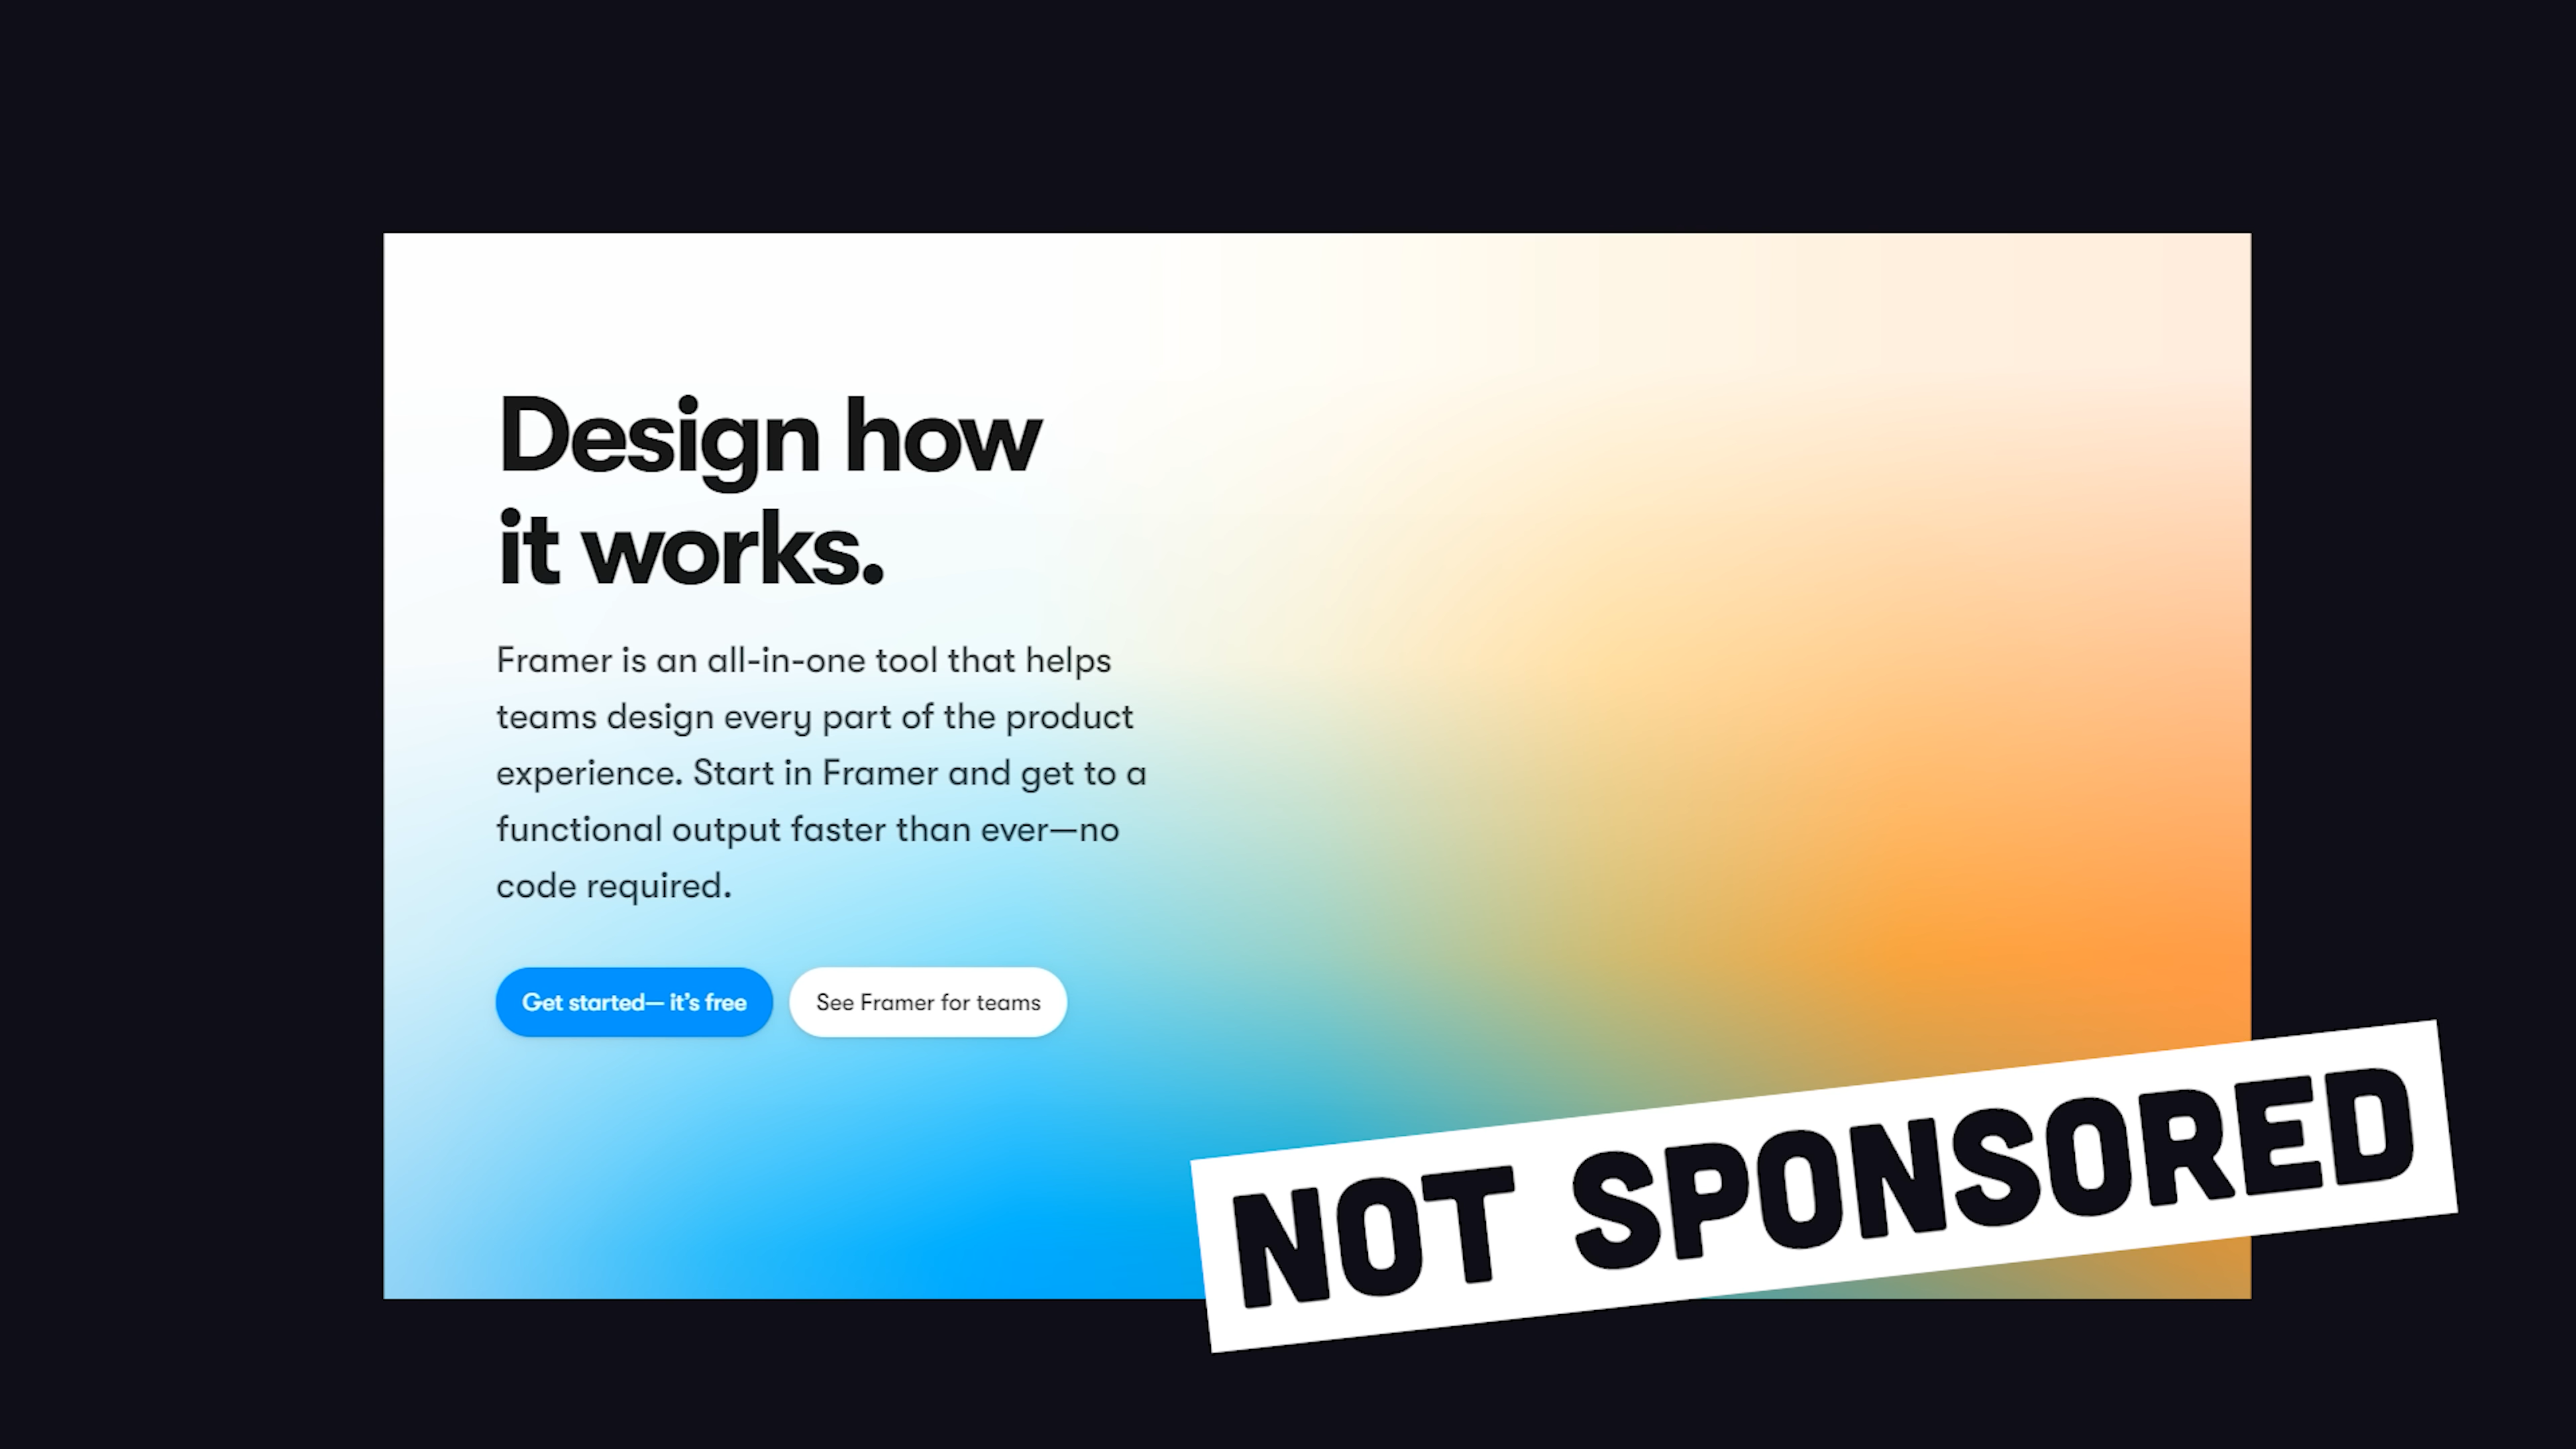 Design how
it works.
Framer is an all-in-one tool that helps
teams design every part of the product
experience. Start in Framer and get to a
functional output faster than ever—no
code required.
Get started— it's free
See Framer for teams
NOT SPONSORED